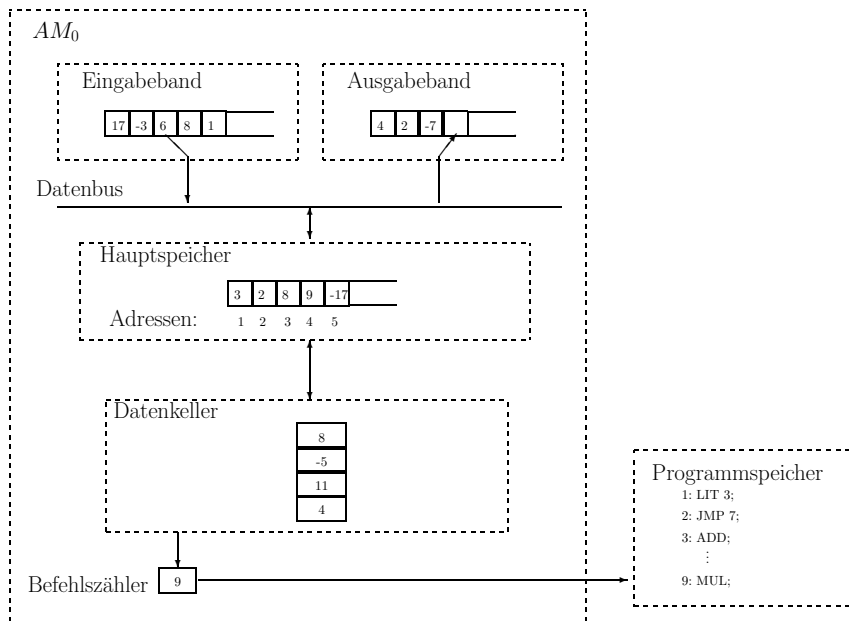 AM₀
Eingabeband
17 -3 6 8 1
Ausgabeband
4 2 -7
Datenbus
Hauptspeicher
3 2 8 9 -17
Adressen: 1 2 3 4 5
Datenkeller
8
-5
11
4
Befehlszähler 9
Programmspeicher
1: LIT 3;
2: JMP 7;
3: ADD;
⋮
9: MUL;